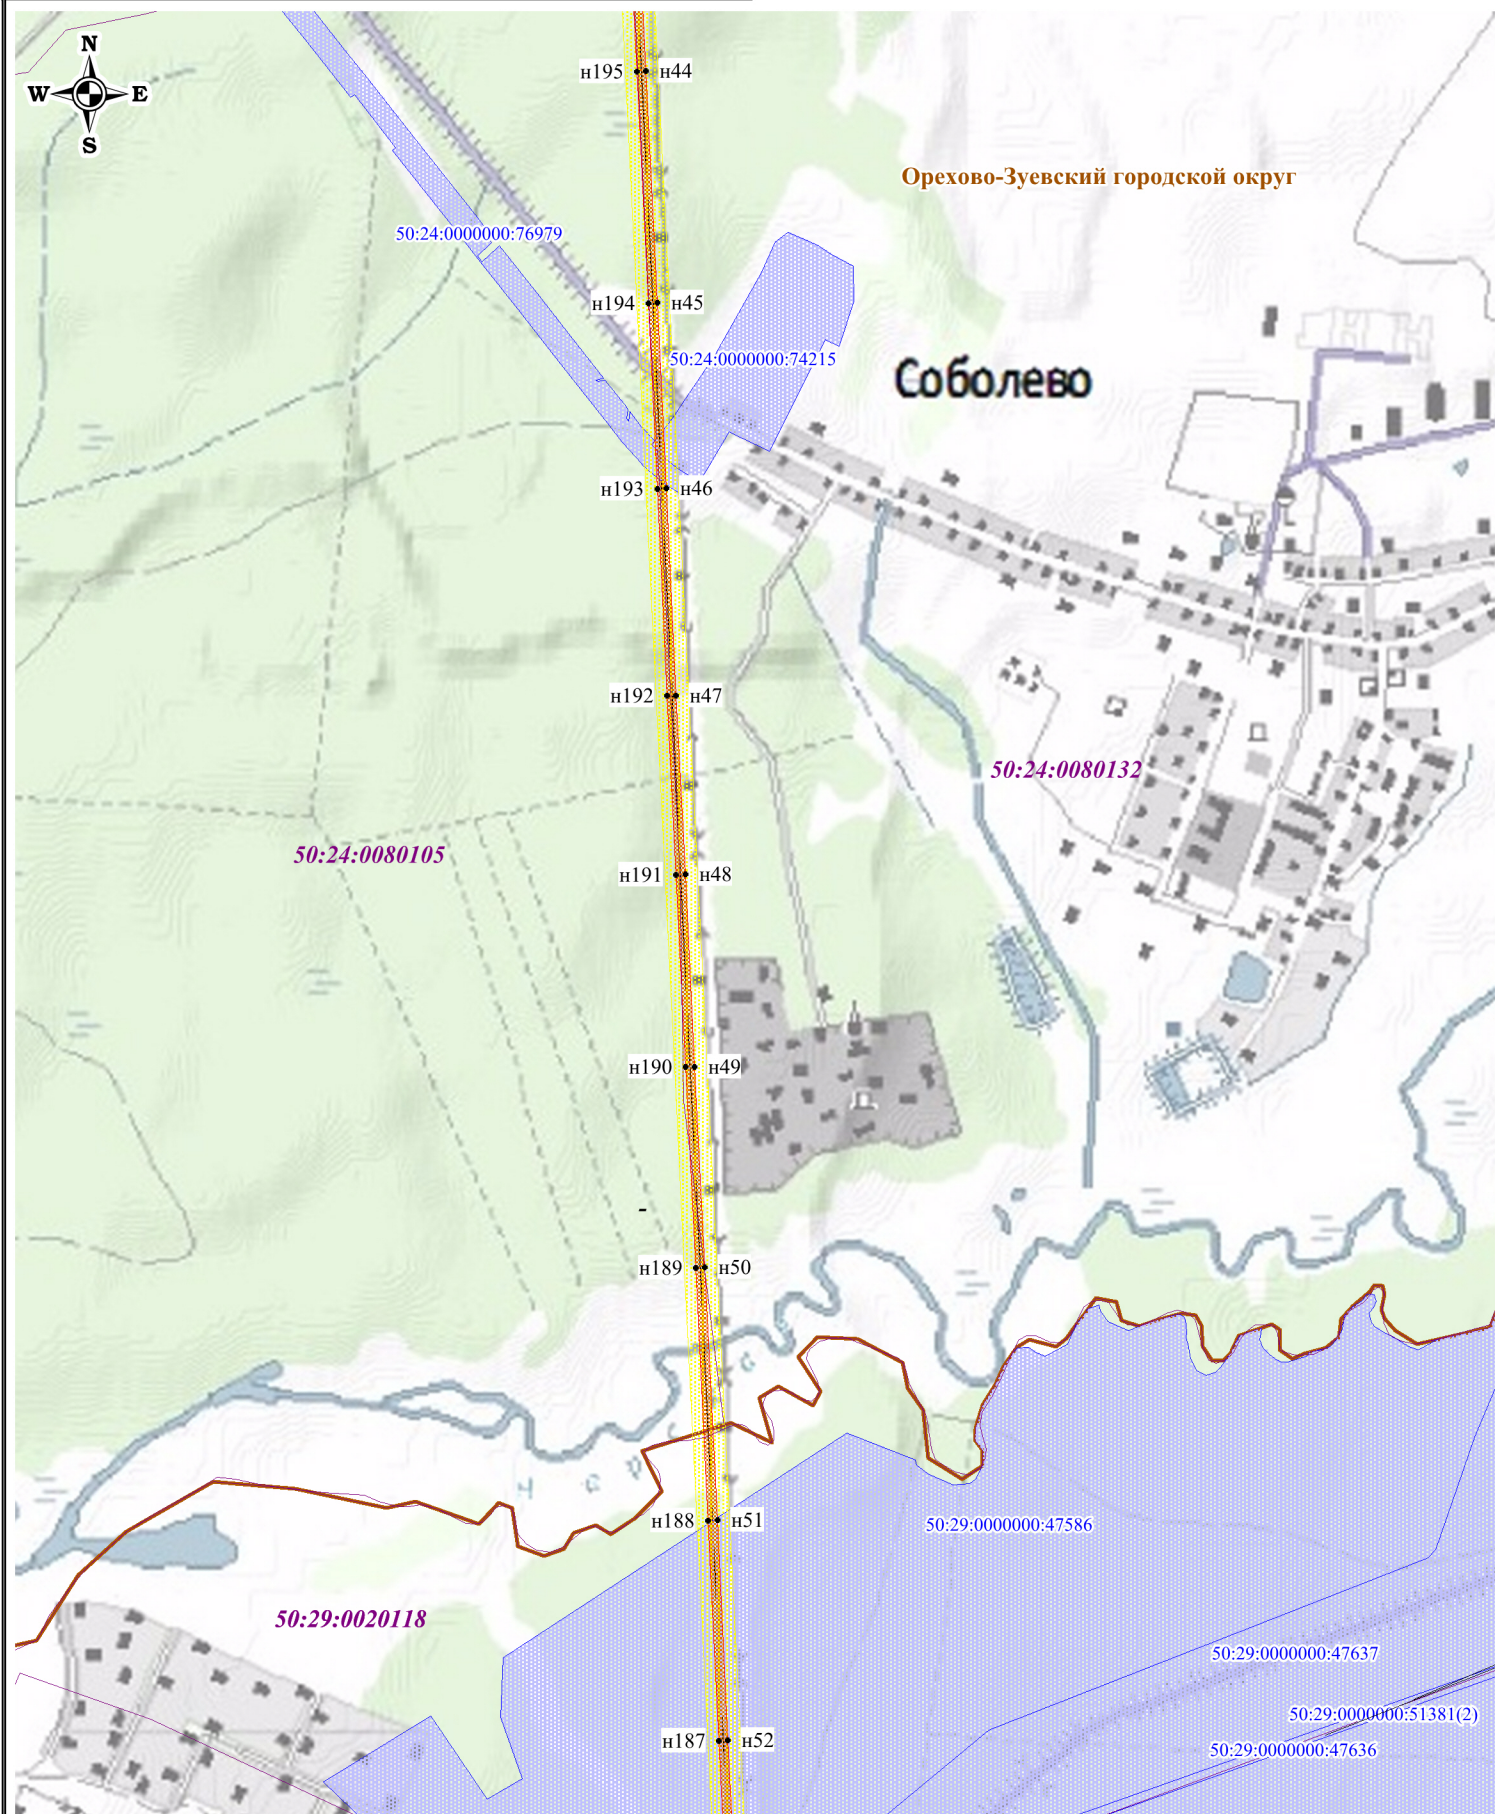 N
W E
S
н195 н44
Орехово-Зуевский городской округ
50:24:0000000:76979
н194 н45
50:24:0000000:74215
Соболево
н193 н46
н192 н47
50:24:0080132
50:24:0080105
н191 н48
н190 н49
-
н189 н50
н188 н51
50:29:0000000:47586
50:29:0020118
50:29:0000000:47637
50:29:0000000:51381(2)
н187 н52
50:29:0000000:47636